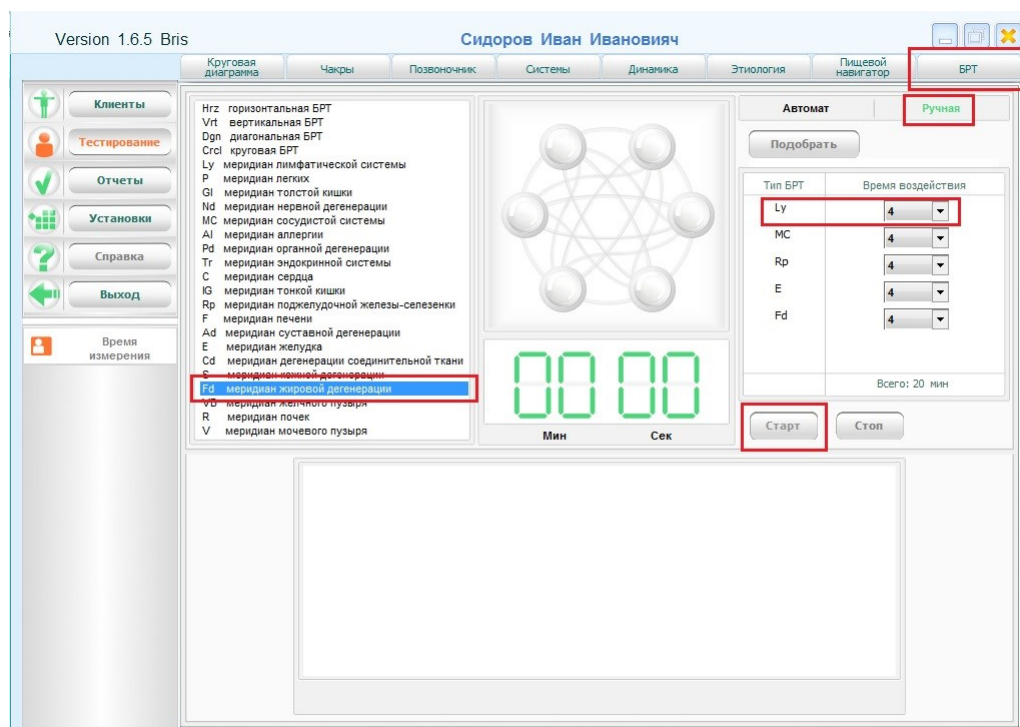 Version 1.6.5 Bris
Сидоров Иван Ивановияч
Круговая
диаграмма
Чакры
Позвоночник
Системы
Динамика
Этиология
Пищевой
навигатор
БРТ
Клиенты
Тестирование
Отчеты
Установки
Справка
Выход
Время
измерения
Hrz горизонтальная БРТ
Vrt вертикальная БРТ
Dgn диагональная БРТ
Crcl круговая БРТ
Ly меридиан лимфатической системы
P меридиан легких
GI меридиан толстой кишки
Nd меридиан нервной дегенерации
MC меридиан сосудистой системы
Al меридиан аллергии
Pd меридиан органной дегенерации
Tr меридиан эндокринной системы
C меридиан сердца
IG меридиан тонкой кишки
Rp меридиан поджелудочной железы-селезенки
F меридиан печени
Ad меридиан суставной дегенерации
E меридиан желудка
Cd меридиан дегенерации соединительной ткани
S меридиан кожной дегенерации
Fd меридиан жировой дегенерации
VB меридиан желчного пузыря
R меридиан почек
V меридиан мочевого пузыря
00 00
Мин Сек
Автомат Ручная
Подобрать
Тип БРТ Время воздействия
Ly 4
MC 4
Rp 4
E 4
Fd 4
Всего: 20 мин
Старт Стоп